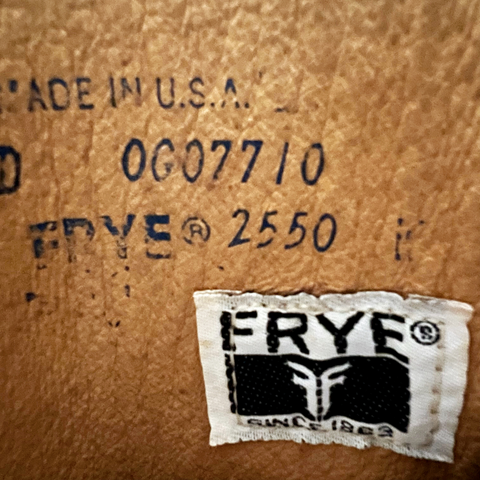 MADE IN U.S.A.
D 0G07710
FRYE® 2550 K
FRYE®
SINCE 1863